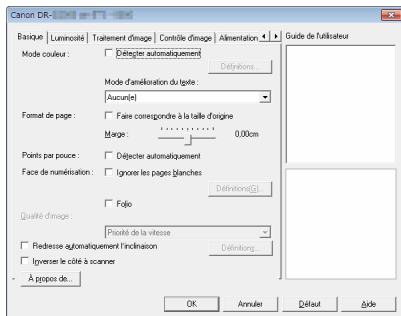 Canon DR-
Basique Luminosité Traitement d'image Contrôle d'image Alimentation
Guide de l'utilisateur
Mode couleur : Détecter automatiquement
Définitions...
Mode d'amélioration du texte :
Aucun(e)
Format de page : Faire correspondre à la taille d'origine
Marge : 0,00cm
Points par pouce : Détecter automatiquement
Face de numérisation : Ignorer les pages blanches
Définitions(G)...
Folio
Qualité d'image :
Priorité de la vitesse
Redresse automatiquement l'inclinaison Définitions...
Inverser le côté à scanner
À propos de...
OK Annuler Défaut Aide